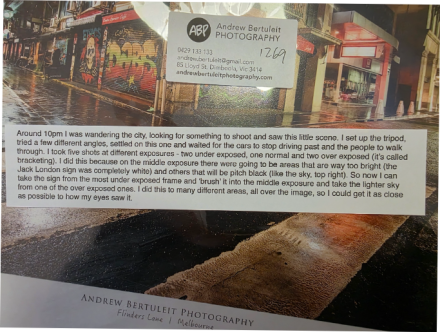 ABP
Andrew Bertuleit
PHOTOGRAPHY
1269
0429 133 133
andrewbertuleit@gmail.com
85 Lloyd St, Dimboola, Vic 3414
andrewbertuleitphotography.com
Around 10pm I was wandering the city, looking for something to shoot and saw this little scene. I set up the tripod,
tried a few different angles, settled on this one and waited for the cars to stop driving past and the people to walk
through. I took five shots at different exposures - two under exposed, one normal and two over exposed (it's called
bracketing). I did this because on the middle exposure there were going to be areas that are way too bright (the
Jack London sign was completely white) and others that will be pitch black (like the sky, top right). So now I can
take the sign from the most under exposed frame and 'brush' it into the middle exposure and take the lighter sky
from one of the over exposed ones. I did this to many different areas, all over the image, so I could get it as close
as possible to how my eyes saw it.
ANDREW BERTULEIT PHOTOGRAPHY
Flinders Lane | Melbourne